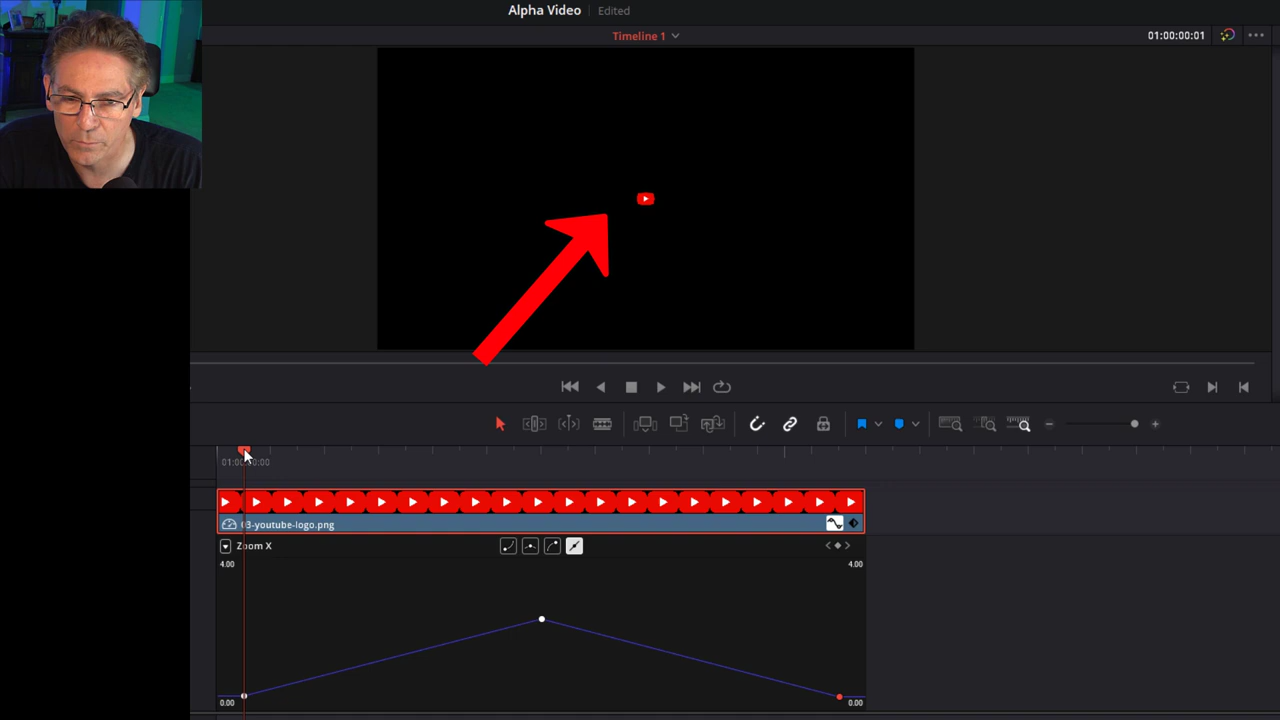 Alpha Video Edited
Timeline 1
01:00:00:01
03-youtube-logo.png
Zoom X
4.00
4.00
0.00
0.00